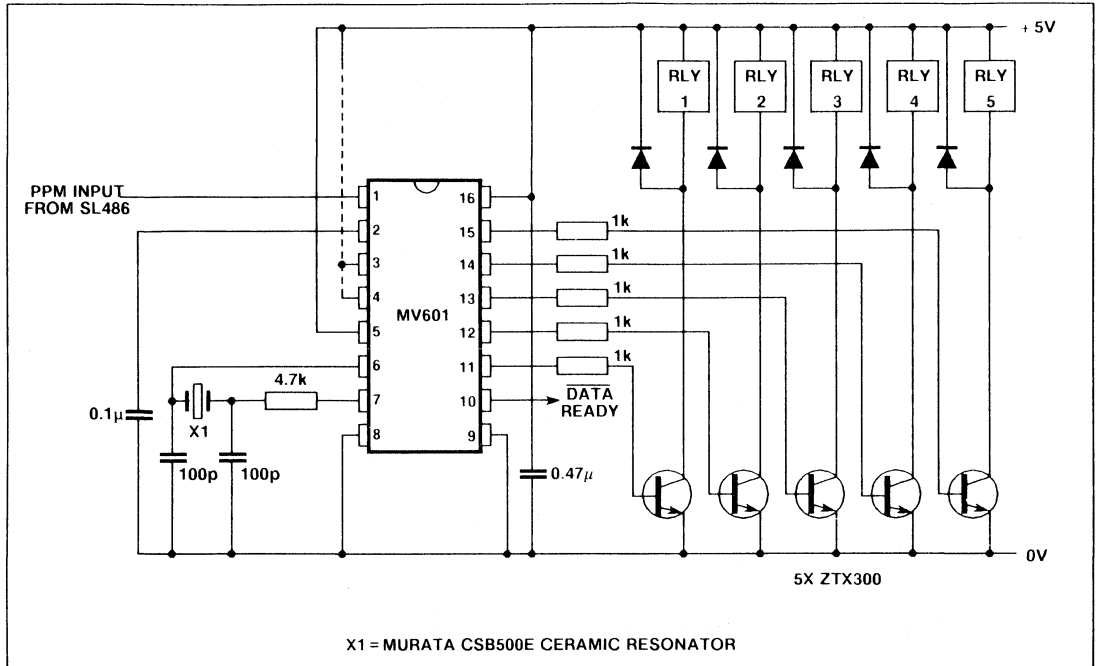 + 5V
RLY
1
RLY
2
RLY
3
RLY
4
RLY
5
PPM INPUT
FROM SL486
1
2
3
4
5
6
7
8
MV601
16
15
14
13
12
11
10
9
1k
1k
1k
1k
1k
DATA
READY
4.7k
0.1µ
X1
100p
100p
0.47µ
0V
5X ZTX300
X1 = MURATA CSB500E CERAMIC RESONATOR